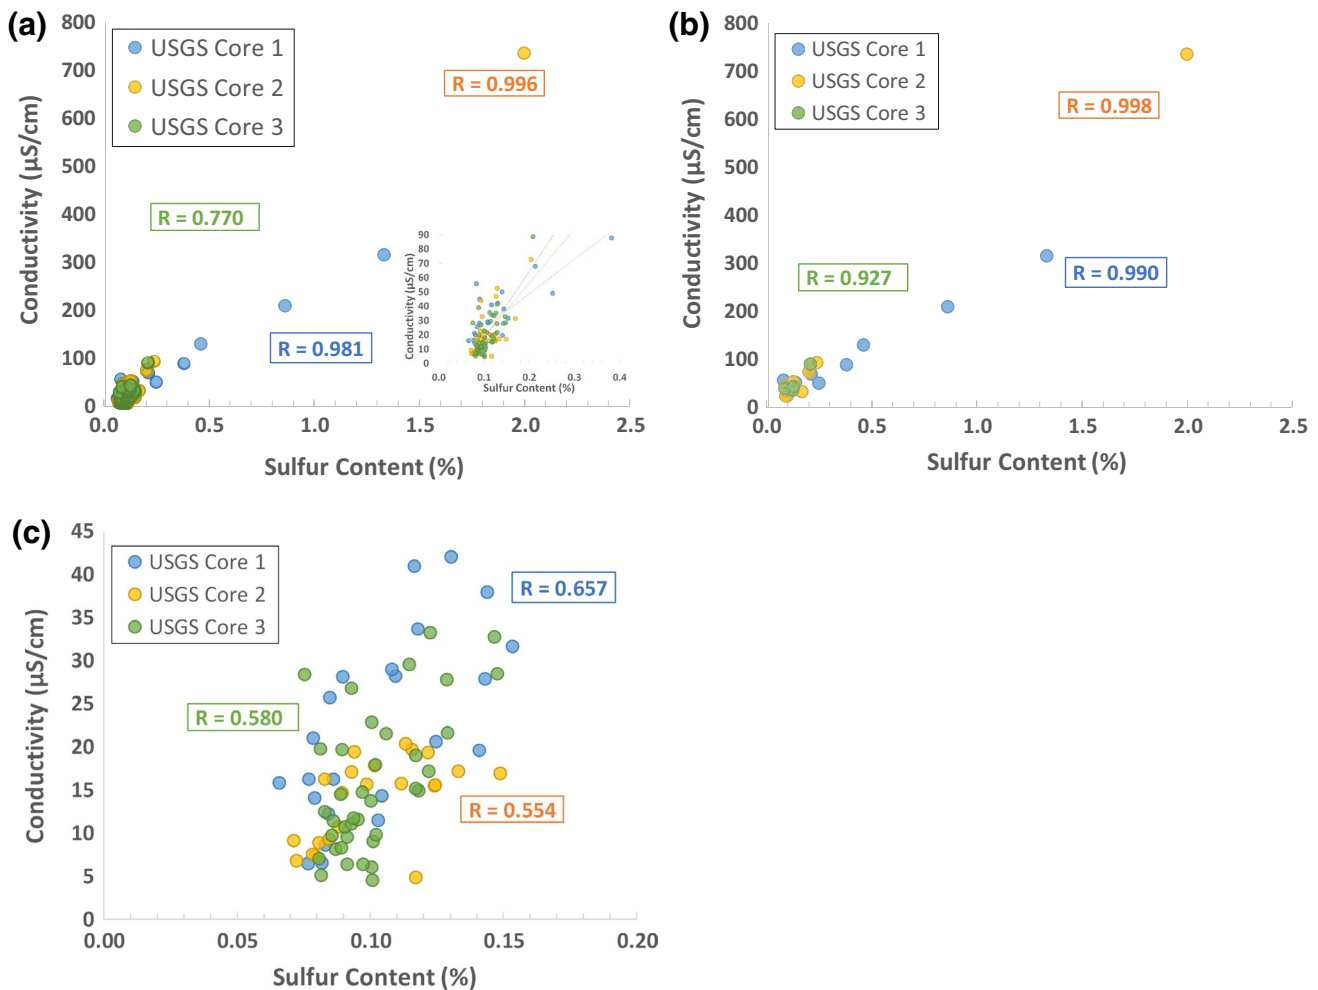 (a)
800
700
600
500
400
300
200
100
0
Conductivity (µS/cm)
USGS Core 1
USGS Core 2
USGS Core 3
R = 0.996
R = 0.770
R = 0.981
90
80
70
60
50
40
30
20
10
0
Conductivity (µS/cm)
0.0 0.1 0.2 0.3 0.4
Sulfur Content (%)
0.0 0.5 1.0 1.5 2.0 2.5
Sulfur Content (%)
(b)
800
700
600
500
400
300
200
100
0
Conductivity (µS/cm)
USGS Core 1
USGS Core 2
USGS Core 3
R = 0.998
R = 0.990
R = 0.927
0.0 0.5 1.0 1.5 2.0 2.5
Sulfur Content (%)
(c)
45
40
35
30
25
20
15
10
5
0
Conductivity (µS/cm)
USGS Core 1
USGS Core 2
USGS Core 3
R = 0.657
R = 0.580
R = 0.554
0.00 0.05 0.10 0.15 0.20
Sulfur Content (%)